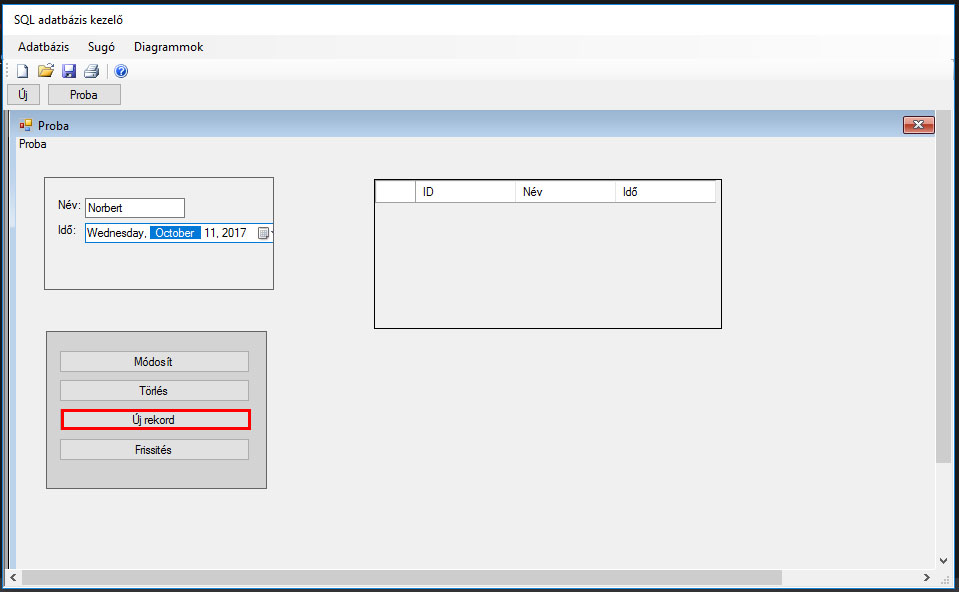 SQL adatbázis kezelő
Adatbázis Sugó Diagrammok
Új Proba
Proba
Proba
Név: Norbert
Idő: Wednesday, October 11, 2017
ID Név Idő
Módosít
Törlés
Új rekord
Frissités